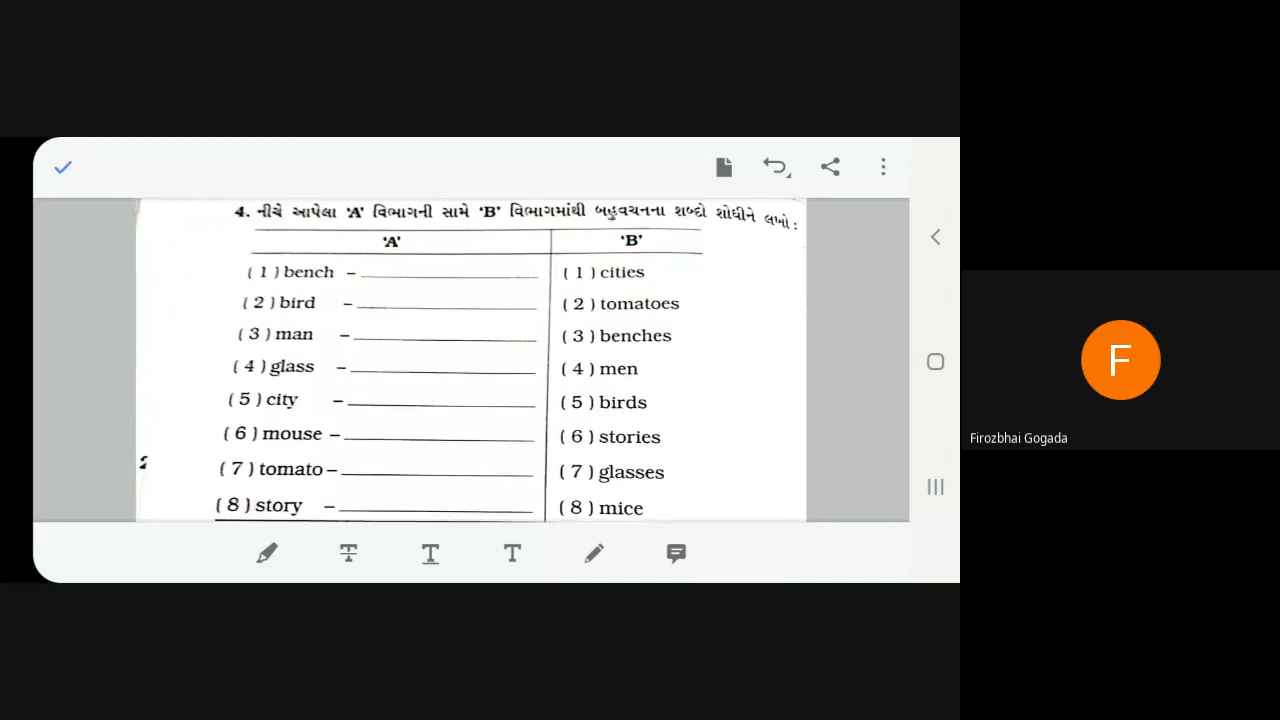 4. નીચે આપેલા 'A' વિભાગની સામે 'B' વિભાગમાંથી બહુવચનના શબ્દો શોધીને લખો :
'A' 'B'
( 1 ) bench – ( 1 ) cities
( 2 ) bird – ( 2 ) tomatoes
( 3 ) man – ( 3 ) benches
( 4 ) glass – ( 4 ) men
( 5 ) city – ( 5 ) birds
( 6 ) mouse – ( 6 ) stories
( 7 ) tomato – ( 7 ) glasses
( 8 ) story – ( 8 ) mice
F
Firozbhai Gogada